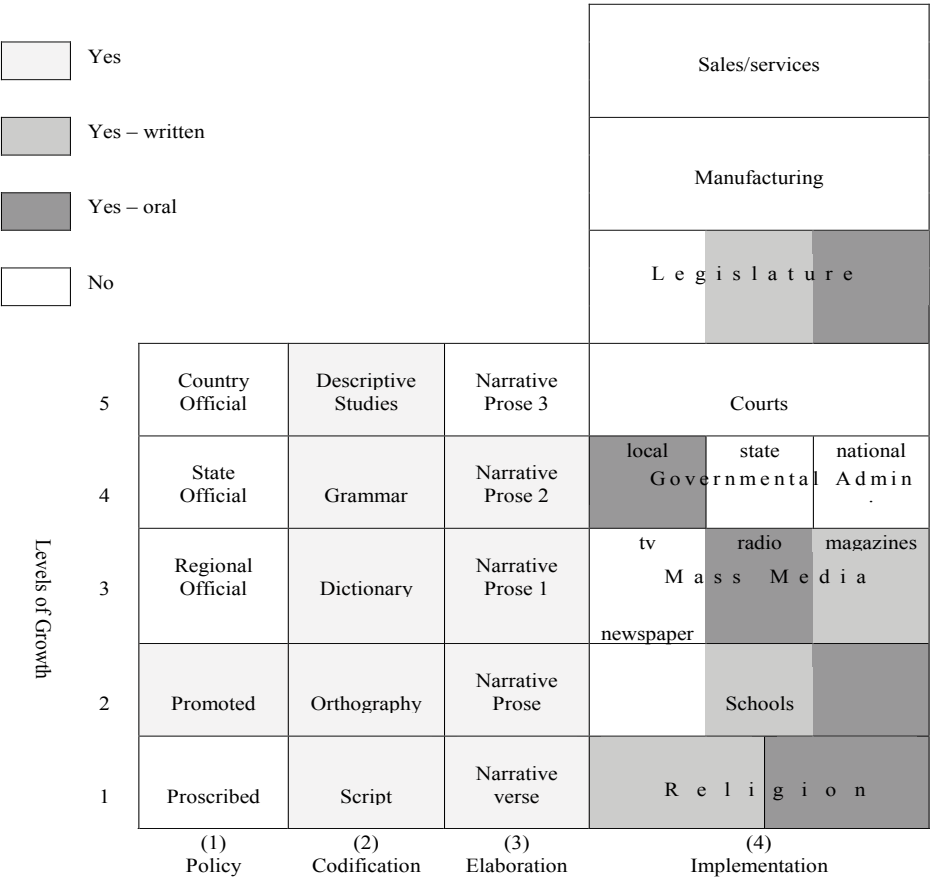 Yes
Yes – written
Yes – oral
No
Sales/services
Manufacturing
Legislature
5
Country
Official
Descriptive
Studies
Narrative
Prose 3
Courts
4
State
Official
Grammar
Narrative
Prose 2
local state national
Governmental Admin
.
Levels of Growth
3
Regional
Official
Dictionary
Narrative
Prose 1
tv radio magazines
Mass Media
newspaper
2
Promoted
Orthography
Narrative
Prose
Schools
1
Proscribed
Script
Narrative
verse
Religion
(1)
Policy
(2)
Codification
(3)
Elaboration
(4)
Implementation